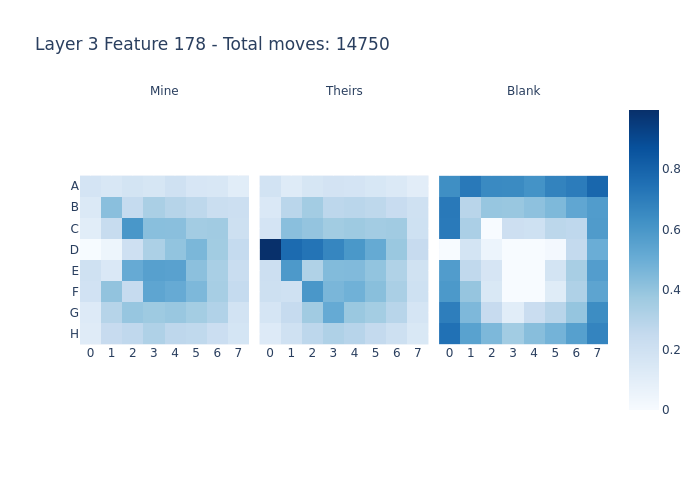 Layer 3 Feature 178 - Total moves: 14750
Mine
Theirs
Blank
A
B
C
D
E
F
G
H
0 1 2 3 4 5 6 7
0 1 2 3 4 5 6 7
0 1 2 3 4 5 6 7
0.8
0.6
0.4
0.2
0